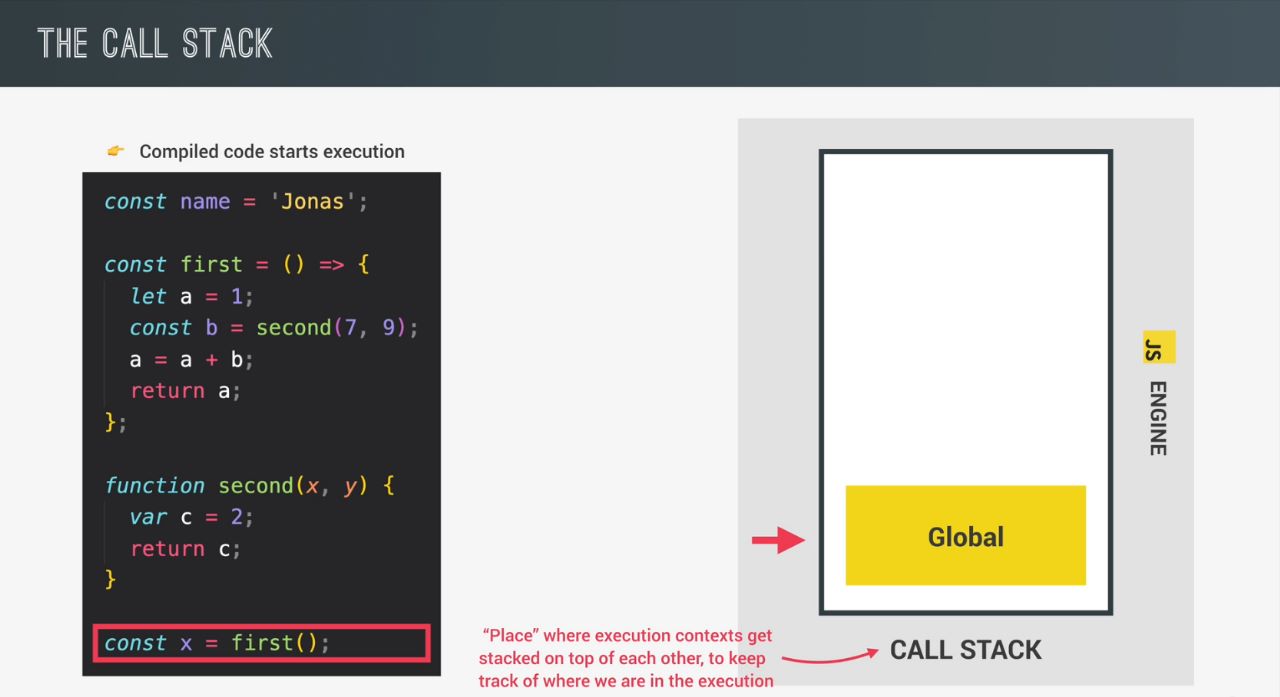 THE CALL STACK
👉 Compiled code starts execution
const name = 'Jonas';
const first = () => {
let a = 1;
const b = second(7, 9);
a = a + b;
return a;
};
function second(x, y) {
var c = 2;
return c;
}
const x = first();
Global
JS ENGINE
CALL STACK
“Place” where execution contexts get
stacked on top of each other, to keep
track of where we are in the execution